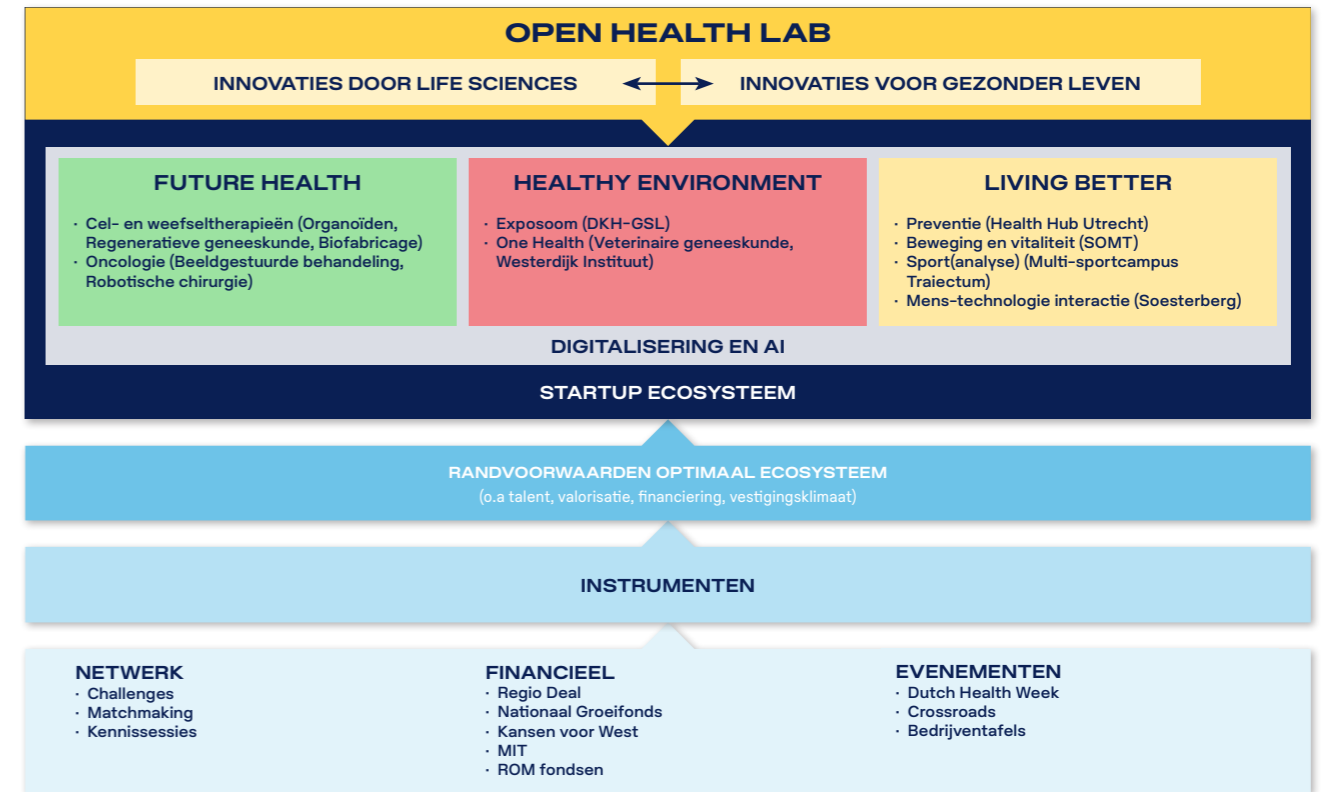 OPEN HEALTH LAB
INNOVATIES DOOR LIFE SCIENCES
INNOVATIES VOOR GEZONDER LEVEN
FUTURE HEALTH
· Cel- en weefseltherapieën (Organoïden,
Regeneratieve geneeskunde, Biofabricage)
· Oncologie (Beeldgestuurde behandeling,
Robotische chirurgie)
HEALTHY ENVIRONMENT
· Exposoom (DKH-GSL)
· One Health (Veterinaire geneeskunde,
Westerdijk Instituut)
LIVING BETTER
· Preventie (Health Hub Utrecht)
· Beweging en vitaliteit (SOMT)
· Sport(analyse) (Multi-sportcampus
Traiectum)
· Mens-technologie interactie (Soesterberg)
DIGITALISERING EN AI
STARTUP ECOSYSTEEM
RANDVOORWAARDEN OPTIMAAL ECOSYSTEEM
(o.a talent, valorisatie, financiering, vestigingsklimaat)
INSTRUMENTEN
NETWERK
· Challenges
· Matchmaking
· Kennissessies
FINANCIEEL
· Regio Deal
· Nationaal Groeifonds
· Kansen voor West
· MIT
· ROM fondsen
EVENEMENTEN
· Dutch Health Week
· Crossroads
· Bedrijventafels